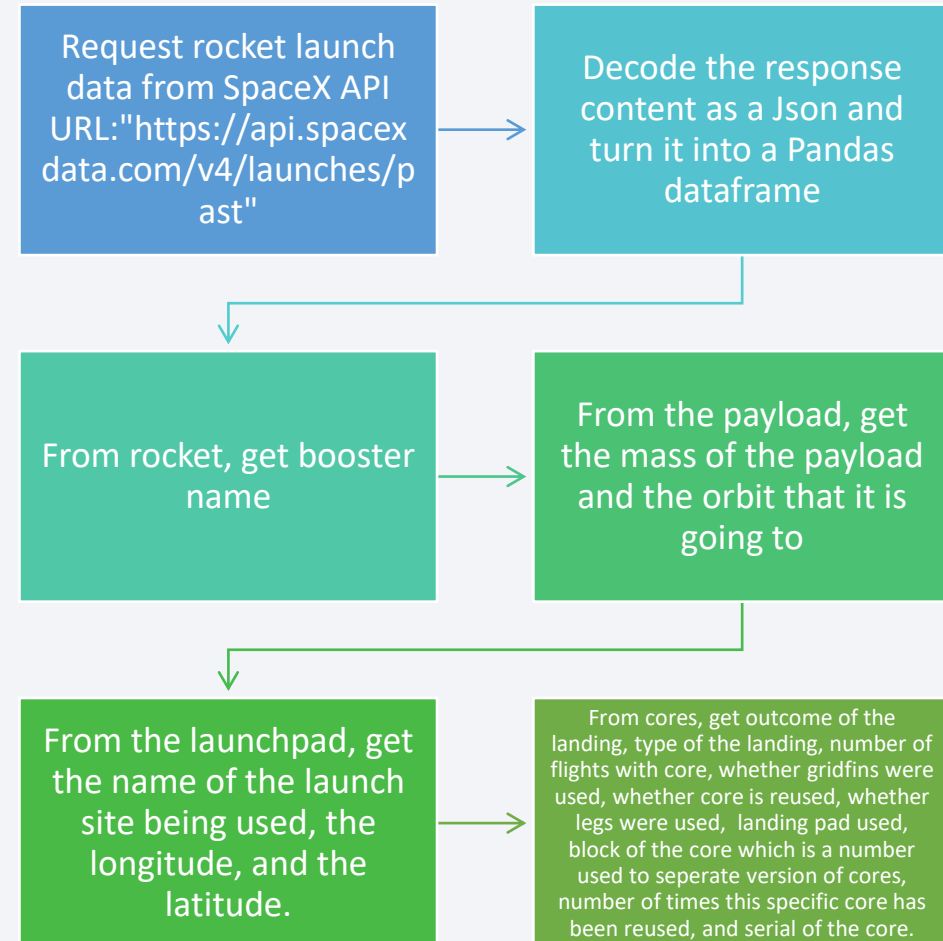 Request rocket launch
data from SpaceX API
URL:"https://api.spacex
data.com/v4/launches/p
ast"
Decode the response
content as a Json and
turn it into a Pandas
dataframe
From rocket, get booster
name
From the payload, get
the mass of the payload
and the orbit that it is
going to
From the launchpad, get
the name of the launch
site being used, the
longitude, and the
latitude.
From cores, get outcome of the
landing, type of the landing, number of
flights with core, whether gridfins were
used, whether core is reused, whether
legs were used, landing pad used,
block of the core which is a number
used to seperate version of cores,
number of times this specific core has
been reused, and serial of the core.